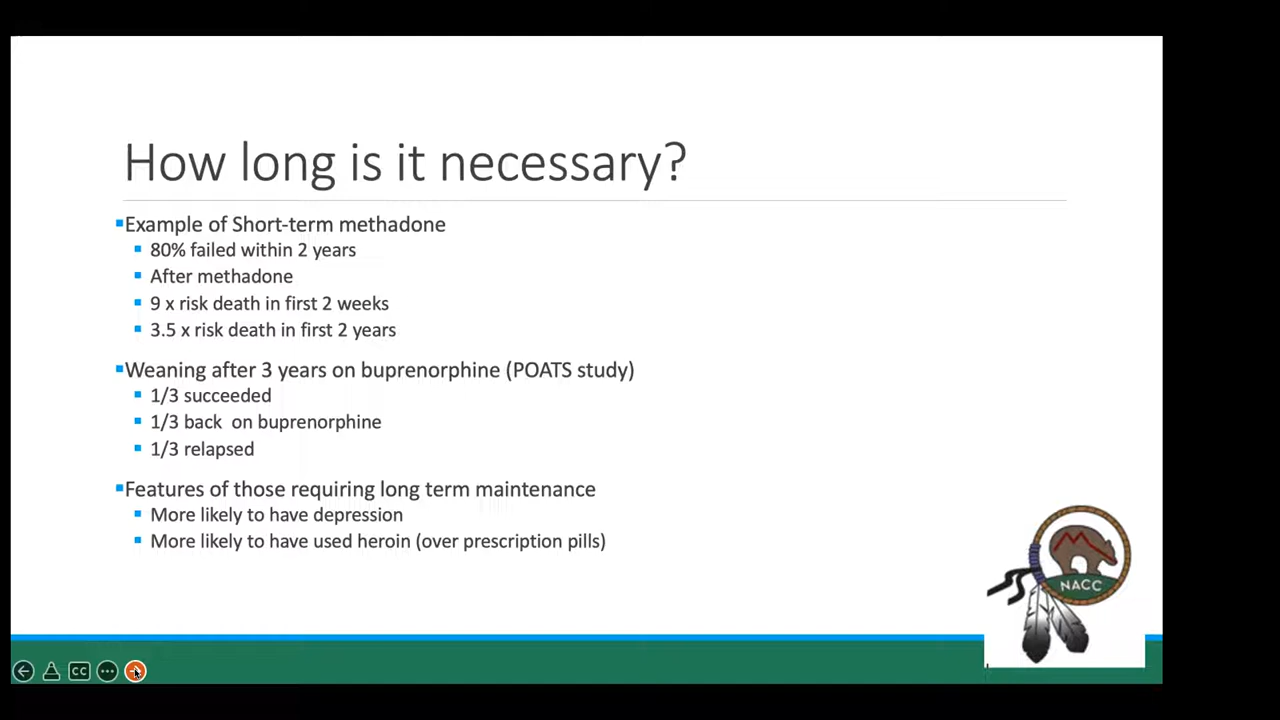 How long is it necessary?
Example of Short-term methadone
80% failed within 2 years
After methadone
9 x risk death in first 2 weeks
3.5 x risk death in first 2 years
Weaning after 3 years on buprenorphine (POATS study)
1/3 succeeded
1/3 back  on buprenorphine
1/3 relapsed
Features of those requiring long term maintenance
More likely to have depression
More likely to have used heroin (over prescription pills)
NACC
CC